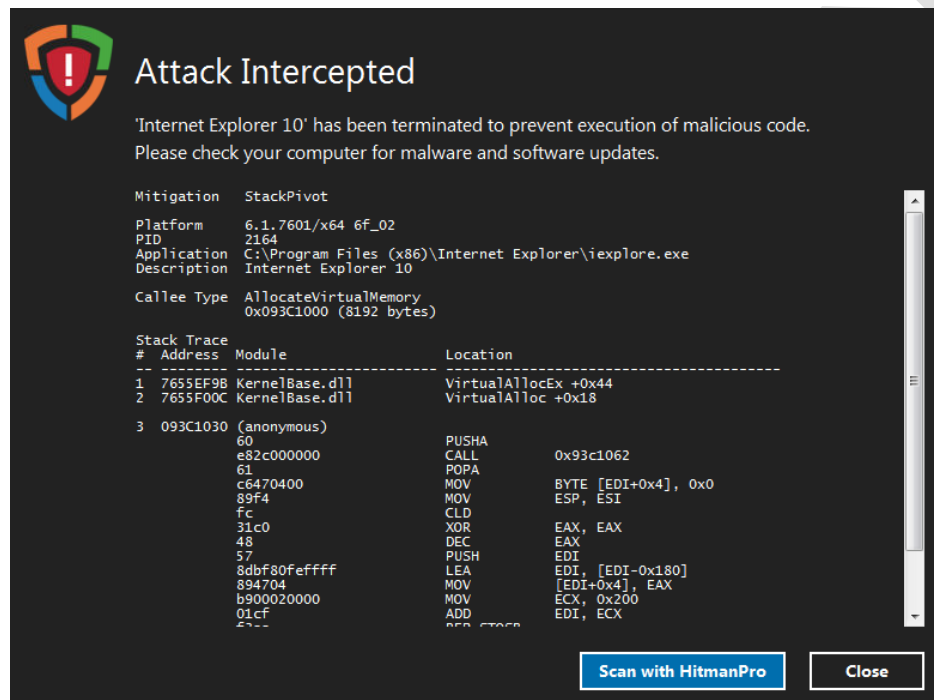 Attack Intercepted
'Internet Explorer 10' has been terminated to prevent execution of malicious code.
Please check your computer for malware and software updates.
Mitigation StackPivot
Platform 6.1.7601/x64 6f_02
PID 2164
Application C:\Program Files (x86)\Internet Explorer\iexplore.exe
Description Internet Explorer 10
Callee Type AllocateVirtualMemory
0x093C1000 (8192 bytes)
Stack Trace
# Address Module Location
-- -------- ------------------------ ----------------------------------------
1 7655EF9B KernelBase.dll VirtualAllocEx +0x44
2 7655F00C KernelBase.dll VirtualAlloc +0x18
3 093C1030 (anonymous)
60 PUSHA
e82c000000 CALL 0x93c1062
61 POPA
c6470400 MOV BYTE [EDI+0x4], 0x0
89f4 MOV ESP, ESI
fc CLD
31c0 XOR EAX, EAX
48 DEC EAX
57 PUSH EDI
8dbf80feffff LEA EDI, [EDI-0x180]
894704 MOV [EDI+0x4], EAX
b900020000 MOV ECX, 0x200
01cf ADD EDI, ECX
Scan with HitmanPro
Close